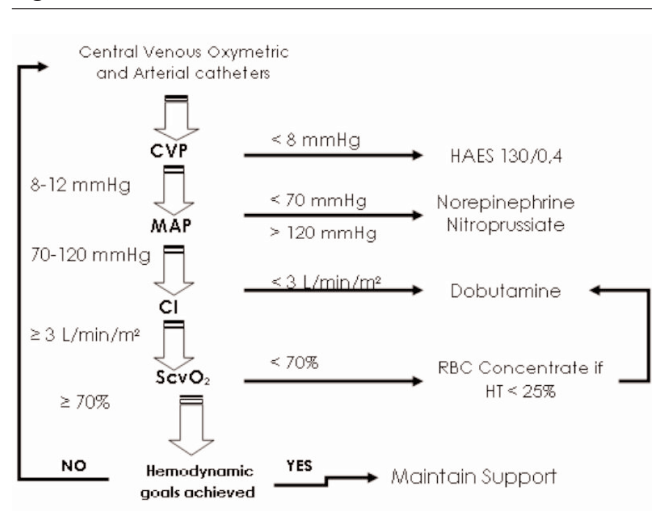 Central Venous Oxymetric
and Arterial catheters
CVP
< 8 mmHg
HAES 130/0,4
8-12 mmHg
< 70 mmHg
Norepinephrine
MAP
> 120 mmHg
Nitroprussiate
70-120 mmHg
< 3 L/min/m²
Dobutamine
CI
≥ 3 L/min/m²
< 70%
RBC Concentrate if
ScvO₂
HT < 25%
≥ 70%
NO
Hemodynamic
goals achieved
YES
Maintain Support